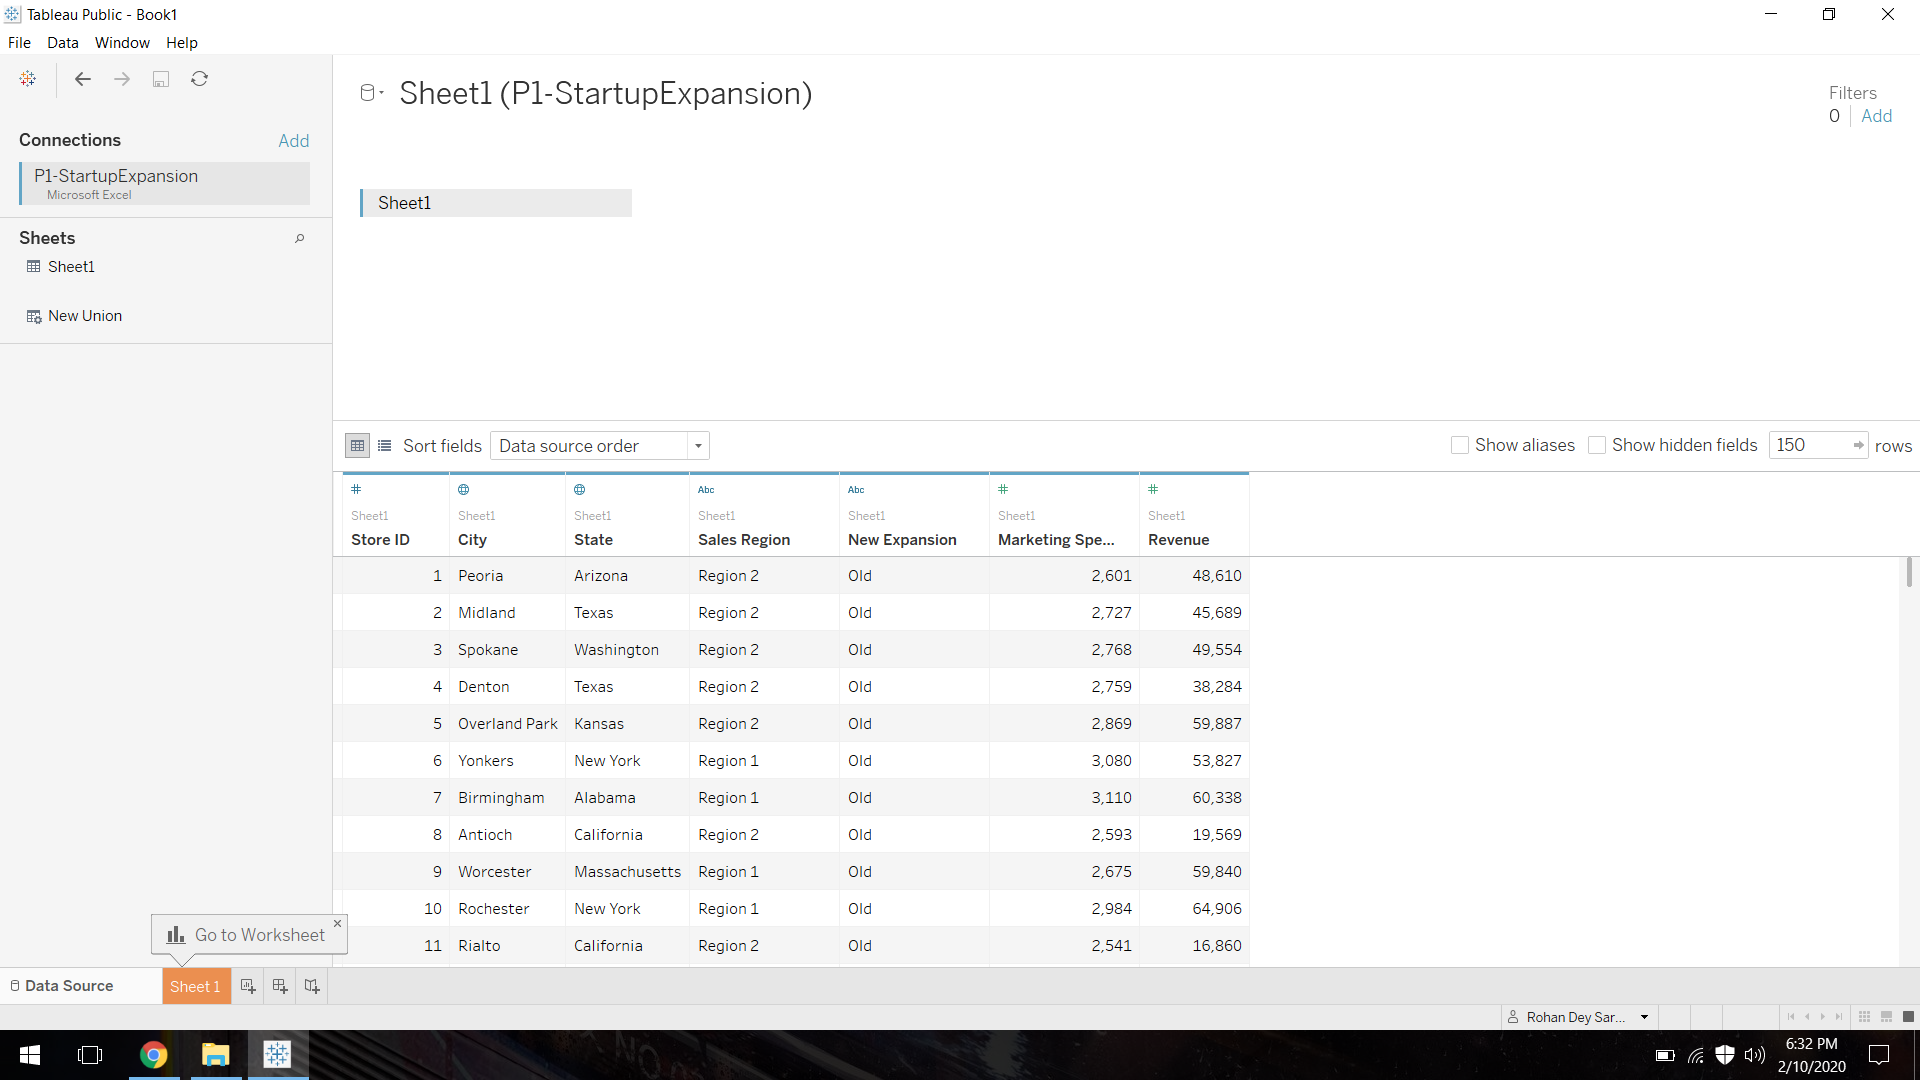 Tableau Public - Book1
File Data Window Help
Connections Add
P1-StartupExpansion
Microsoft Excel
Sheets
Sheet1
New Union
Sheet1 (P1-StartupExpansion)
Filters
0 Add
Sheet1
Sort fields Data source order Show aliases Show hidden fields 150 rows
# Abc Abc # #
Sheet1 Sheet1 Sheet1 Sheet1 Sheet1 Sheet1 Sheet1
Store ID City State Sales Region New Expansion Marketing Spe... Revenue
1 Peoria Arizona Region 2 Old 2,601 48,610
2 Midland Texas Region 2 Old 2,727 45,689
3 Spokane Washington Region 2 Old 2,768 49,554
4 Denton Texas Region 2 Old 2,759 38,284
5 Overland Park Kansas Region 2 Old 2,869 59,887
6 Yonkers New York Region 1 Old 3,080 53,827
7 Birmingham Alabama Region 1 Old 3,110 60,338
8 Antioch California Region 2 Old 2,593 19,569
9 Worcester Massachusetts Region 1 Old 2,675 59,840
10 Rochester New York Region 1 Old 2,984 64,906
11 Rialto California Region 2 Old 2,541 16,860
Go to Worksheet
Data Source Sheet 1
Rohan Dey Sar...
6:32 PM
2/10/2020